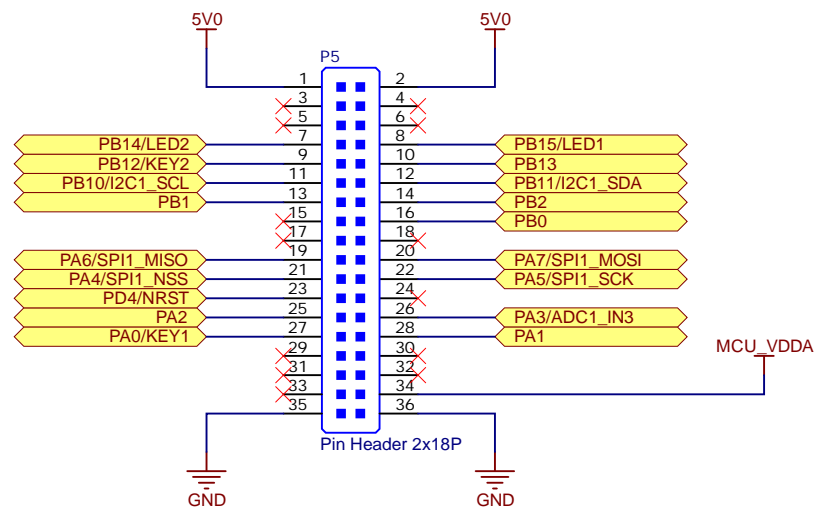 5V0 5V0
P5
1 2
3 4
5 6
PB14/LED2 7 8 PB15/LED1
PB12/KEY2 9 10 PB13
PB10/I2C1_SCL 11 12 PB11/I2C1_SDA
PB1 13 14 PB2
15 16 PB0
17 18
PA6/SPI1_MISO 19 20 PA7/SPI1_MOSI
PA4/SPI1_NSS 21 22 PA5/SPI1_SCK
PD4/NRST 23 24
PA2 25 26 PA3/ADC1_IN3
PA0/KEY1 27 28 PA1
29 30 MCU_VDDA
31 32
33 34
35 36
Pin Header 2x18P
GND GND